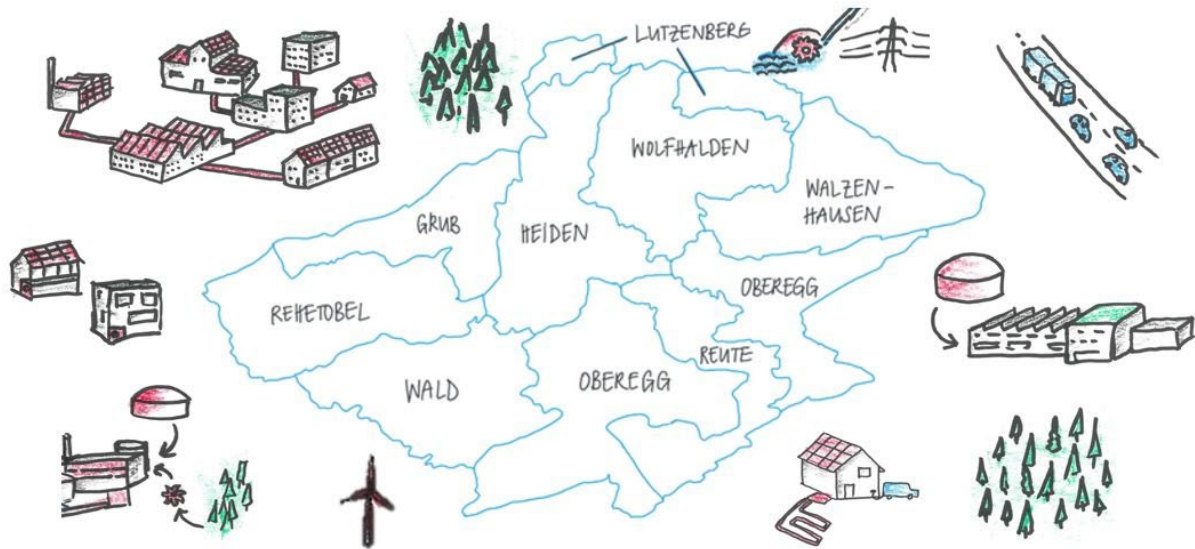 LUTZENBERG
WOLFHALDEN
WALZEN-
HAUSEN
GRUB
HEIDEN
OBEREGG
REHETOBEL
REUTE
WALD
OBEREGG